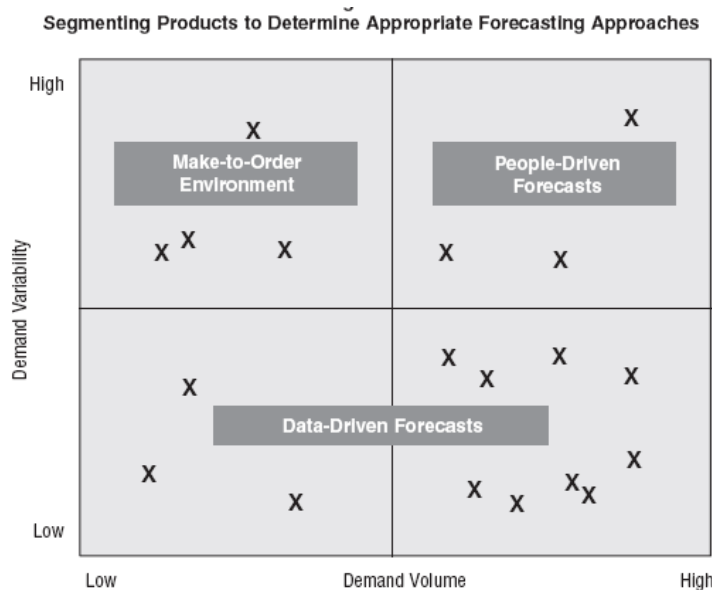 Segmenting Products to Determine Appropriate Forecasting Approaches
High
X
X
Make-to-Order
Environment
People-Driven
Forecasts
X
X
X
X
X
Demand Variability
X
X
X
X
X
Data-Driven Forecasts
X
X
X
X
X
X
X
X
Low
Low
Demand Volume
High